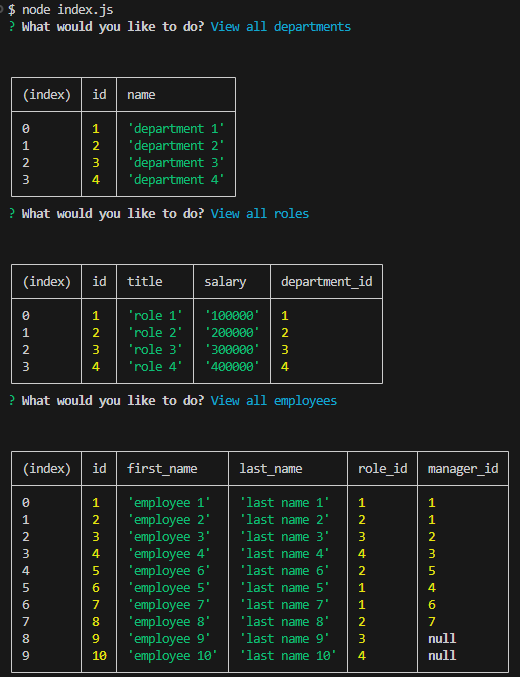 $ node index.js
? What would you like to do? View all departments
(index) id name
0 1 'department 1'
1 2 'department 2'
2 3 'department 3'
3 4 'department 4'
? What would you like to do? View all roles
(index) id title salary department_id
0 1 'role 1' '100000' 1
1 2 'role 2' '200000' 2
2 3 'role 3' '300000' 3
3 4 'role 4' '400000' 4
? What would you like to do? View all employees
(index) id first_name last_name role_id manager_id
0 1 'employee 1' 'last name 1' 1 1
1 2 'employee 2' 'last name 2' 2 1
2 3 'employee 3' 'last name 3' 3 2
3 4 'employee 4' 'last name 4' 4 3
4 5 'employee 6' 'last name 6' 2 5
5 6 'employee 5' 'last name 5' 1 4
6 7 'employee 7' 'last name 7' 1 6
7 8 'employee 8' 'last name 8' 2 7
8 9 'employee 9' 'last name 9' 3 null
9 10 'employee 10' 'last name 10' 4 null